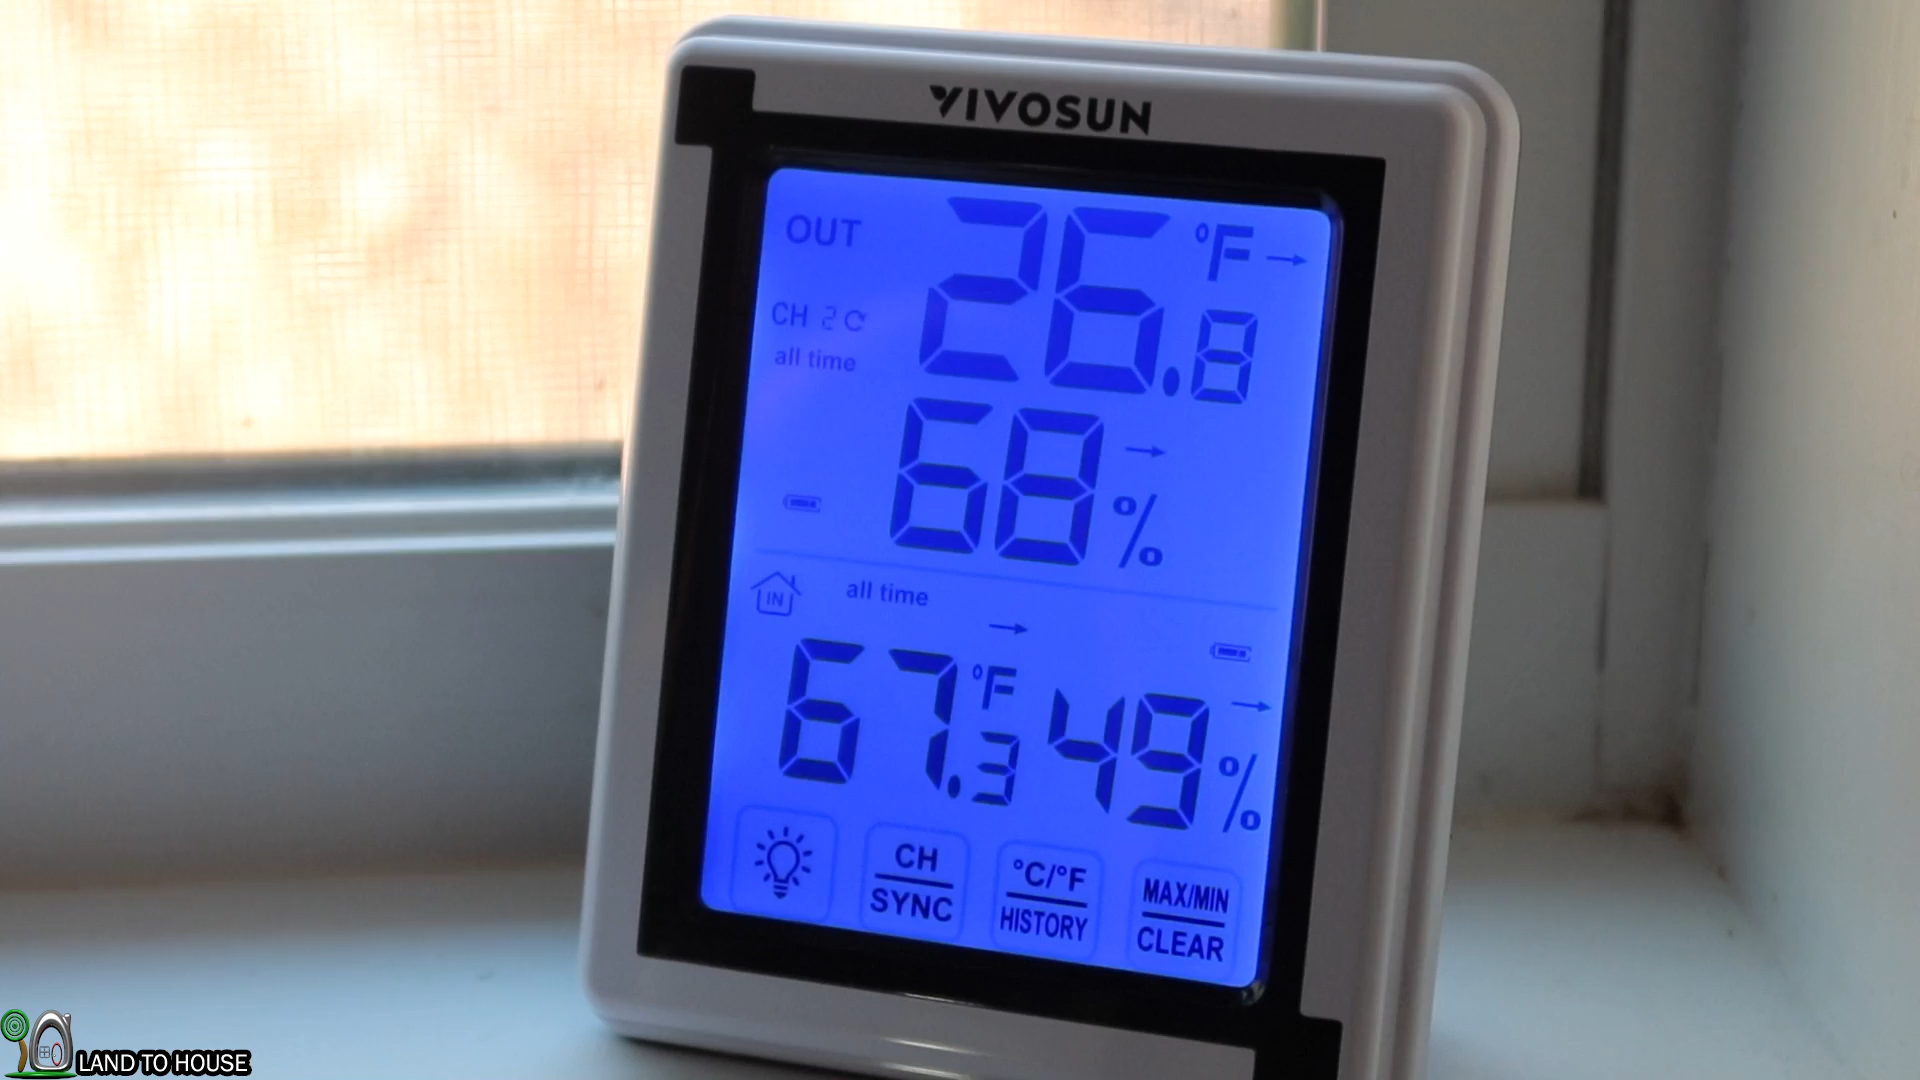 VIVOSUN
OUT
26.8 °F →
CH 2
all time
68 % →
IN
all time
→
67.3 °F
49 % →
CH
SYNC
°C/°F
HISTORY
MAX/MIN
CLEAR
LAND TO HOUSE